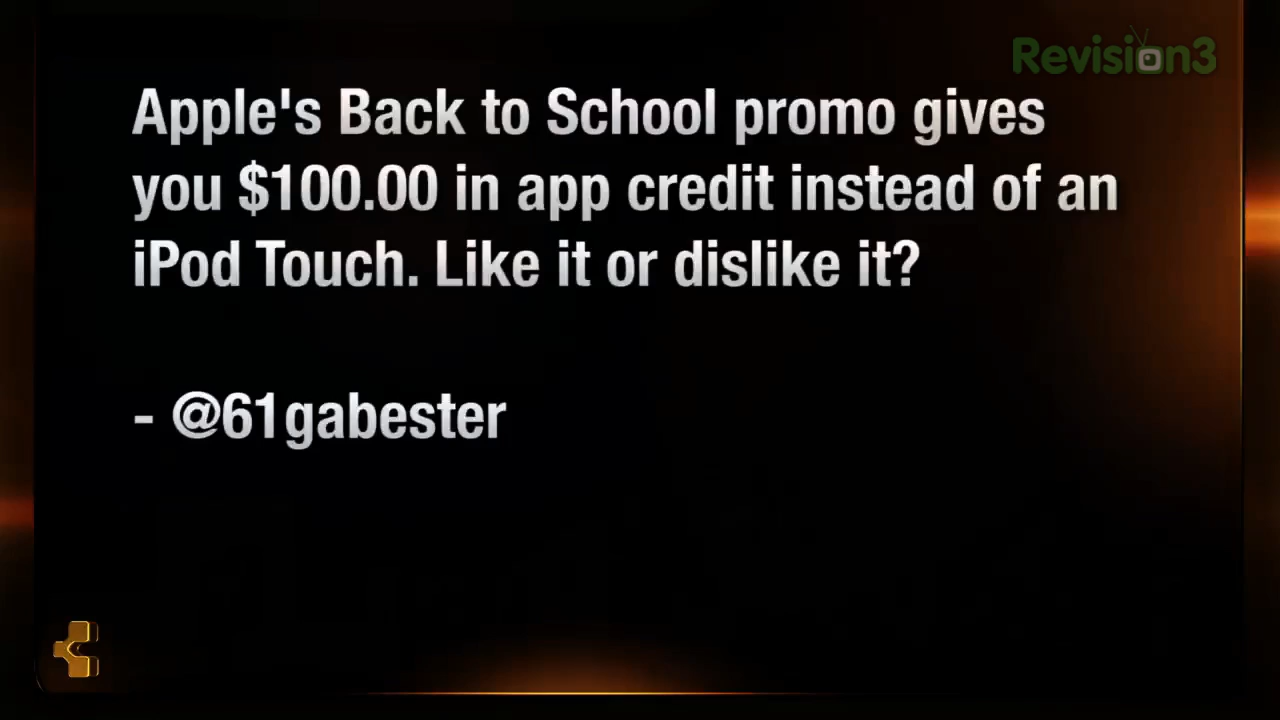 Revision3
Apple's Back to School promo gives
you $100.00 in app credit instead of an
iPod Touch. Like it or dislike it?
- @61gabester